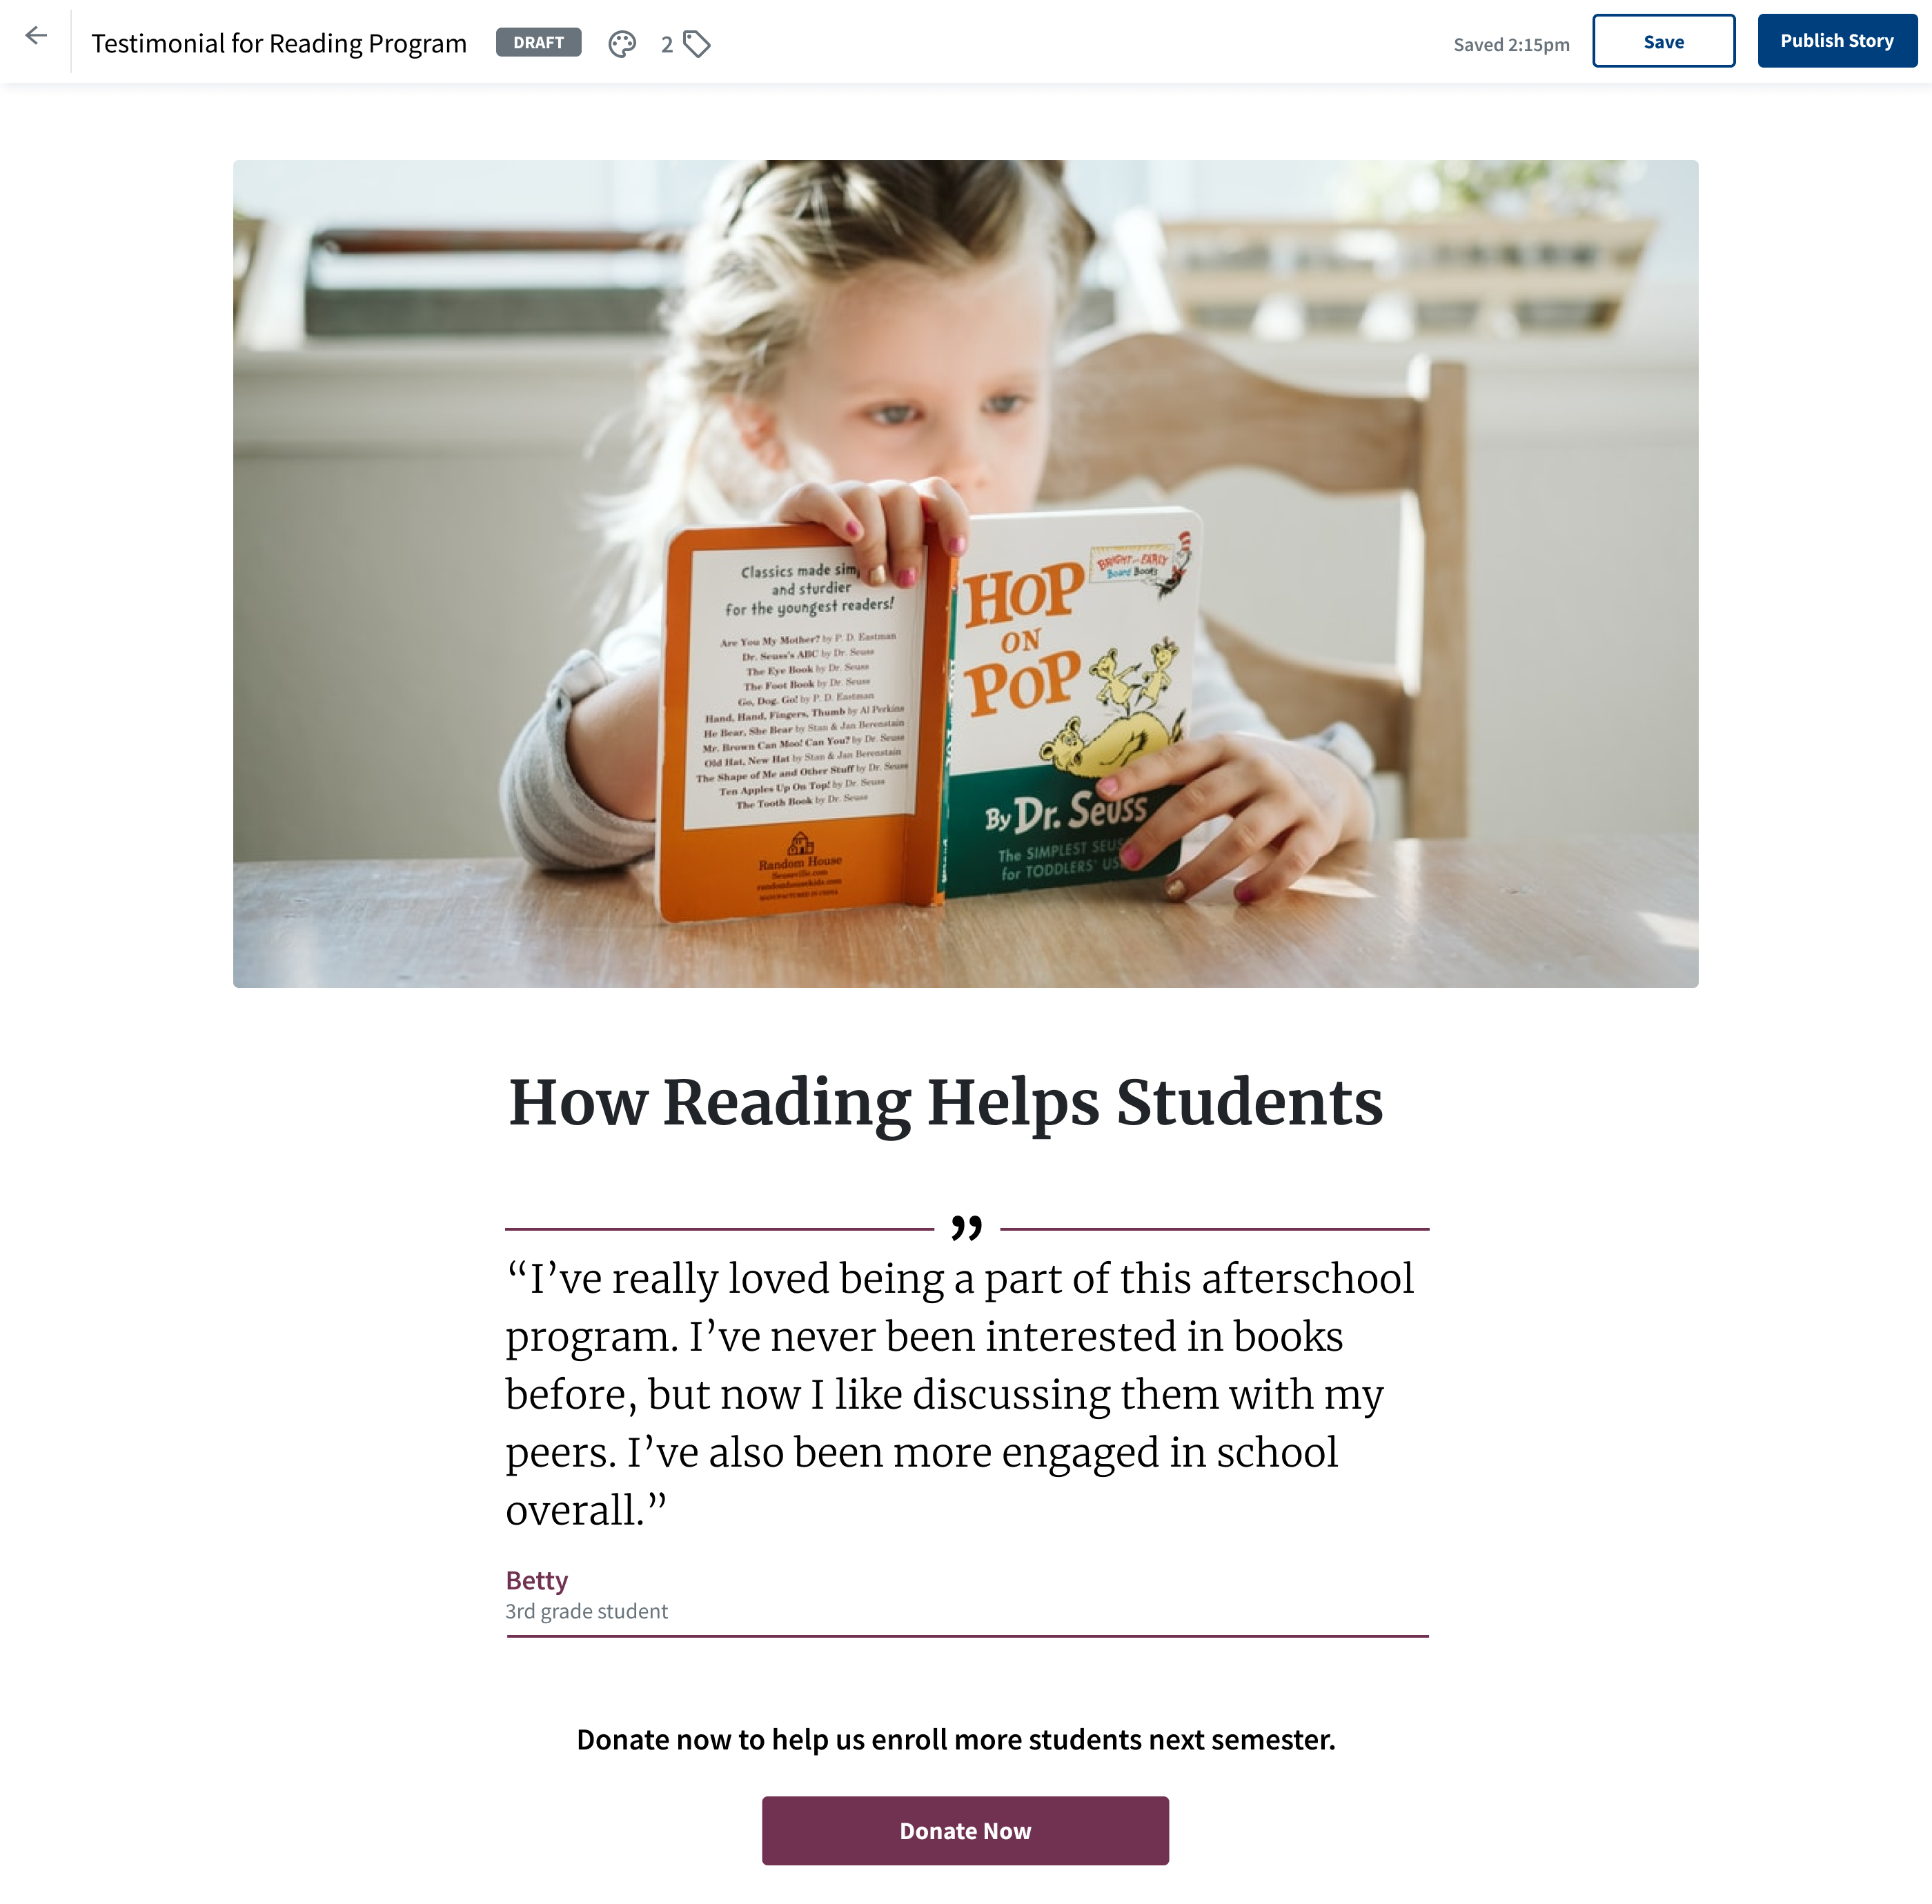 Testimonial for Reading Program
DRAFT
2
Saved 2:15pm
Save
Publish Story
Classics made sim
and sturdier
for the youngest readers!
Are You My Mother? by P. D. Eastman
Dr. Seuss's ABC by Dr. Seuss
The Eye Book by Dr. Seuss
The Foot Book by Dr. Seuss
Go, Dog. Go! by P. D. Eastman
Hand, Hand, Fingers, Thumb by Al Perkins
He Bear, She Bear by Stan & Jan Berenstain
Mr. Brown Can Moo! Can You? by Dr. Seuss
Old Hat, New Hat by Stan & Jan Berenstain
The Shape of Me and Other Stuff by Dr. Seuss
Ten Apples Up On Top! by Dr. Seuss
The Tooth Book by Dr. Seuss
Random House
Seussville.com
randomhousekids.com
MANUFACTURED IN CHINA
BRIGHT and EARLY
Board Books
HOP
ON
POP
By Dr. Seuss
The SIMPLEST SEUS
for TODDLERS' US
How Reading Helps Students
”
“I’ve really loved being a part of this afterschool
program. I’ve never been interested in books
before, but now I like discussing them with my
peers. I’ve also been more engaged in school
overall.”
Betty
3rd grade student
Donate now to help us enroll more students next semester.
Donate Now